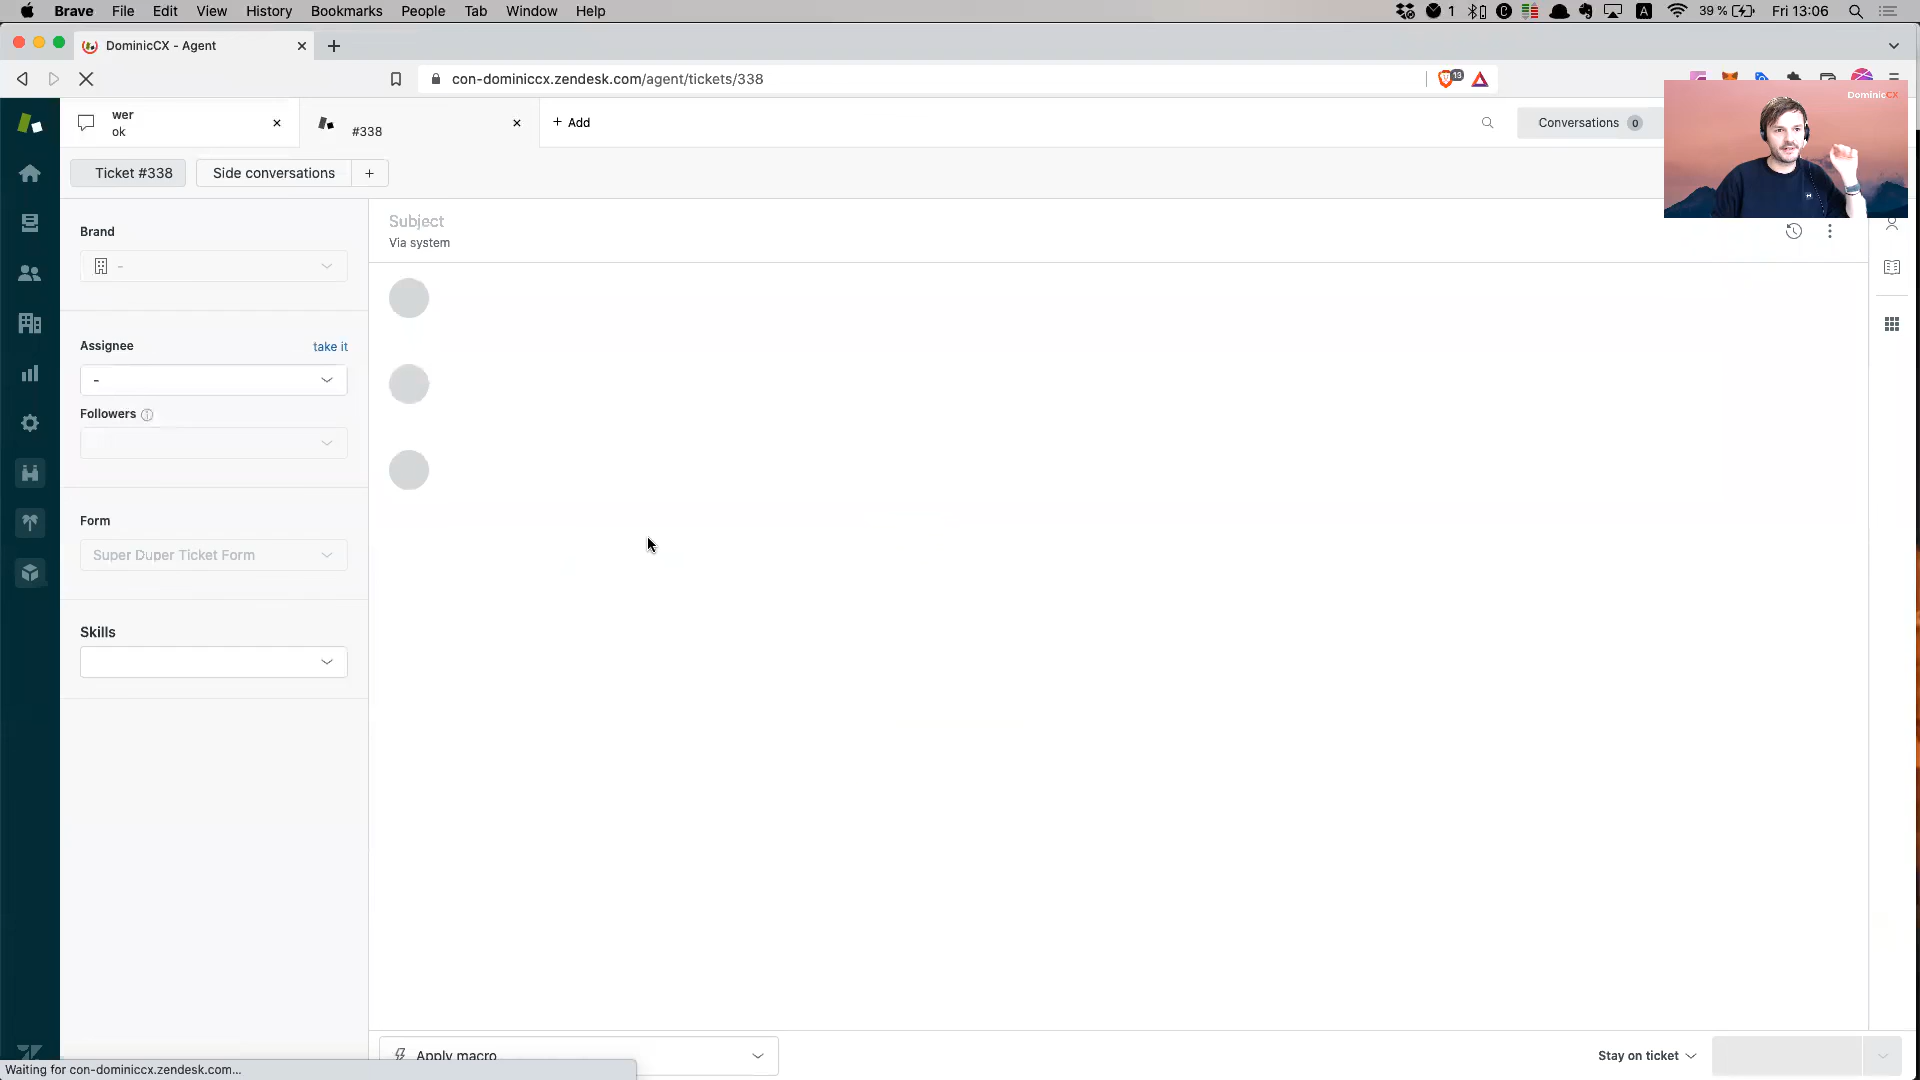 Brave File Edit View History Bookmarks People Tab Window Help
1 A 39 % Fri 13:06
DominicCX - Agent
con-dominiccx.zendesk.com/agent/tickets/338
13
DominicCX
wer
ok
#338
+ Add
Conversations 0
Ticket #338
Side conversations
+
Brand
-
Assignee
take it
-
Followers
Form
Super Duper Ticket Form
Skills
Subject
Via system
Apply macro
Stay on ticket
Waiting for con-dominiccx.zendesk.com...